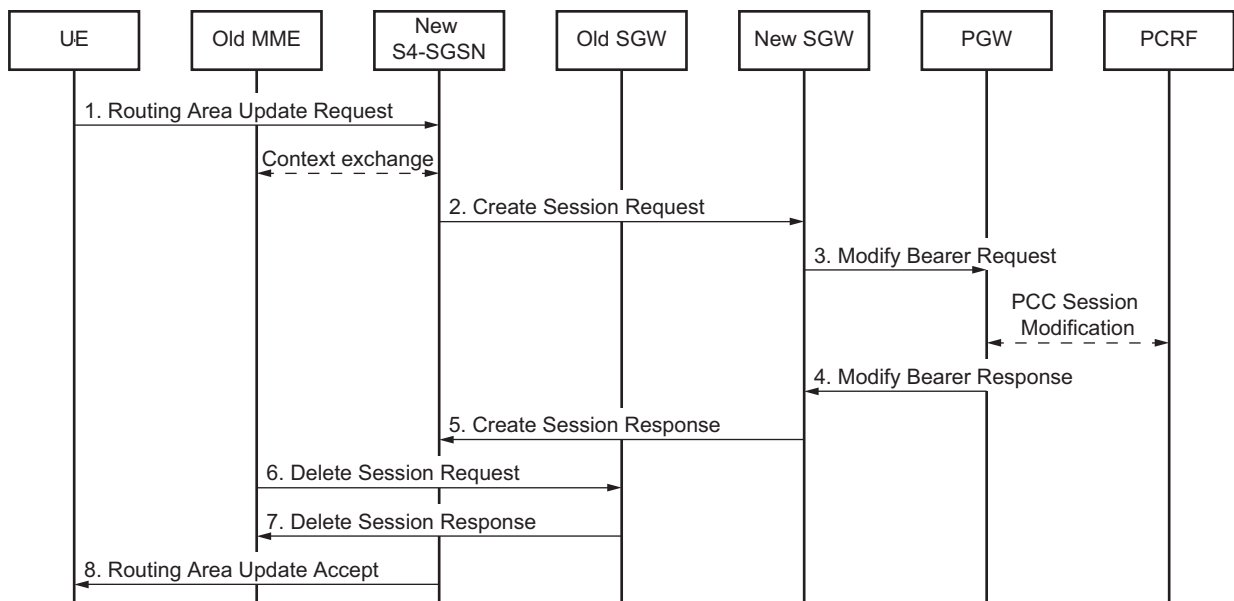 UE
Old MME
New
S4-SGSN
Old SGW
New SGW
PGW
PCRF
1. Routing Area Update Request
Context exchange
2. Create Session Request
3. Modify Bearer Request
PCC Session
Modification
4. Modify Bearer Response
5. Create Session Response
6. Delete Session Request
7. Delete Session Response
8. Routing Area Update Accept